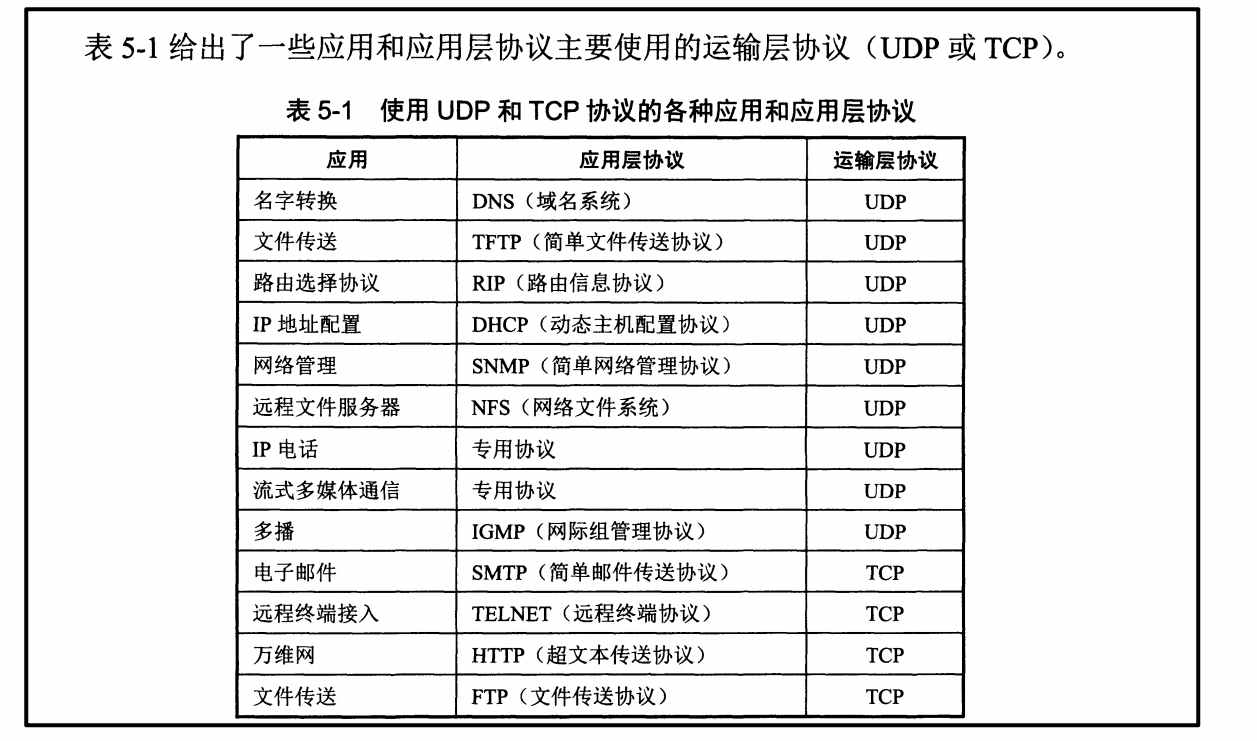 表 5-1 给出了一些应用和应用层协议主要使用的运输层协议（UDP 或 TCP）。
表 5-1 使用 UDP 和 TCP 协议的各种应用和应用层协议
应用 应用层协议 运输层协议
名字转换 DNS（域名系统） UDP
文件传送 TFTP（简单文件传送协议） UDP
路由选择协议 RIP（路由信息协议） UDP
IP 地址配置 DHCP（动态主机配置协议） UDP
网络管理 SNMP（简单网络管理协议） UDP
远程文件服务器 NFS（网络文件系统） UDP
IP 电话 专用协议 UDP
流式多媒体通信 专用协议 UDP
多播 IGMP（网际组管理协议） UDP
电子邮件 SMTP（简单邮件传送协议） TCP
远程终端接入 TELNET（远程终端协议） TCP
万维网 HTTP（超文本传送协议） TCP
文件传送 FTP（文件传送协议） TCP